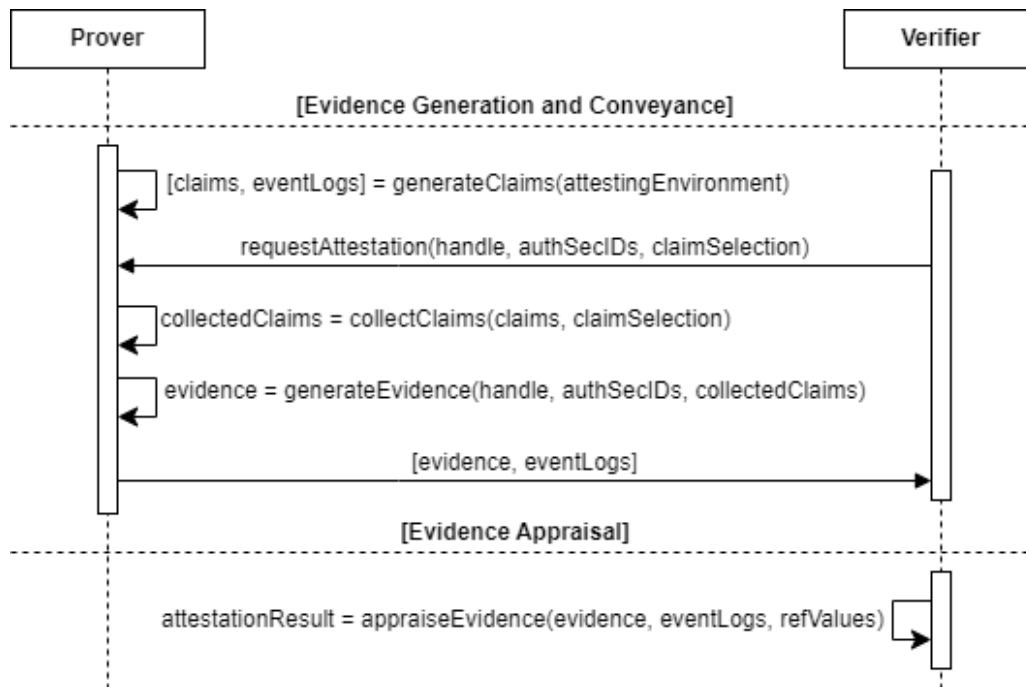 Prover
Verifier
[Evidence Generation and Conveyance]
[claims, eventLogs] = generateClaims(attestingEnvironment)
requestAttestation(handle, authSecIDs, claimSelection)
collectedClaims = collectClaims(claims, claimSelection)
evidence = generateEvidence(handle, authSecIDs, collectedClaims)
[evidence, eventLogs]
[Evidence Appraisal]
attestationResult = appraiseEvidence(evidence, eventLogs, refValues)